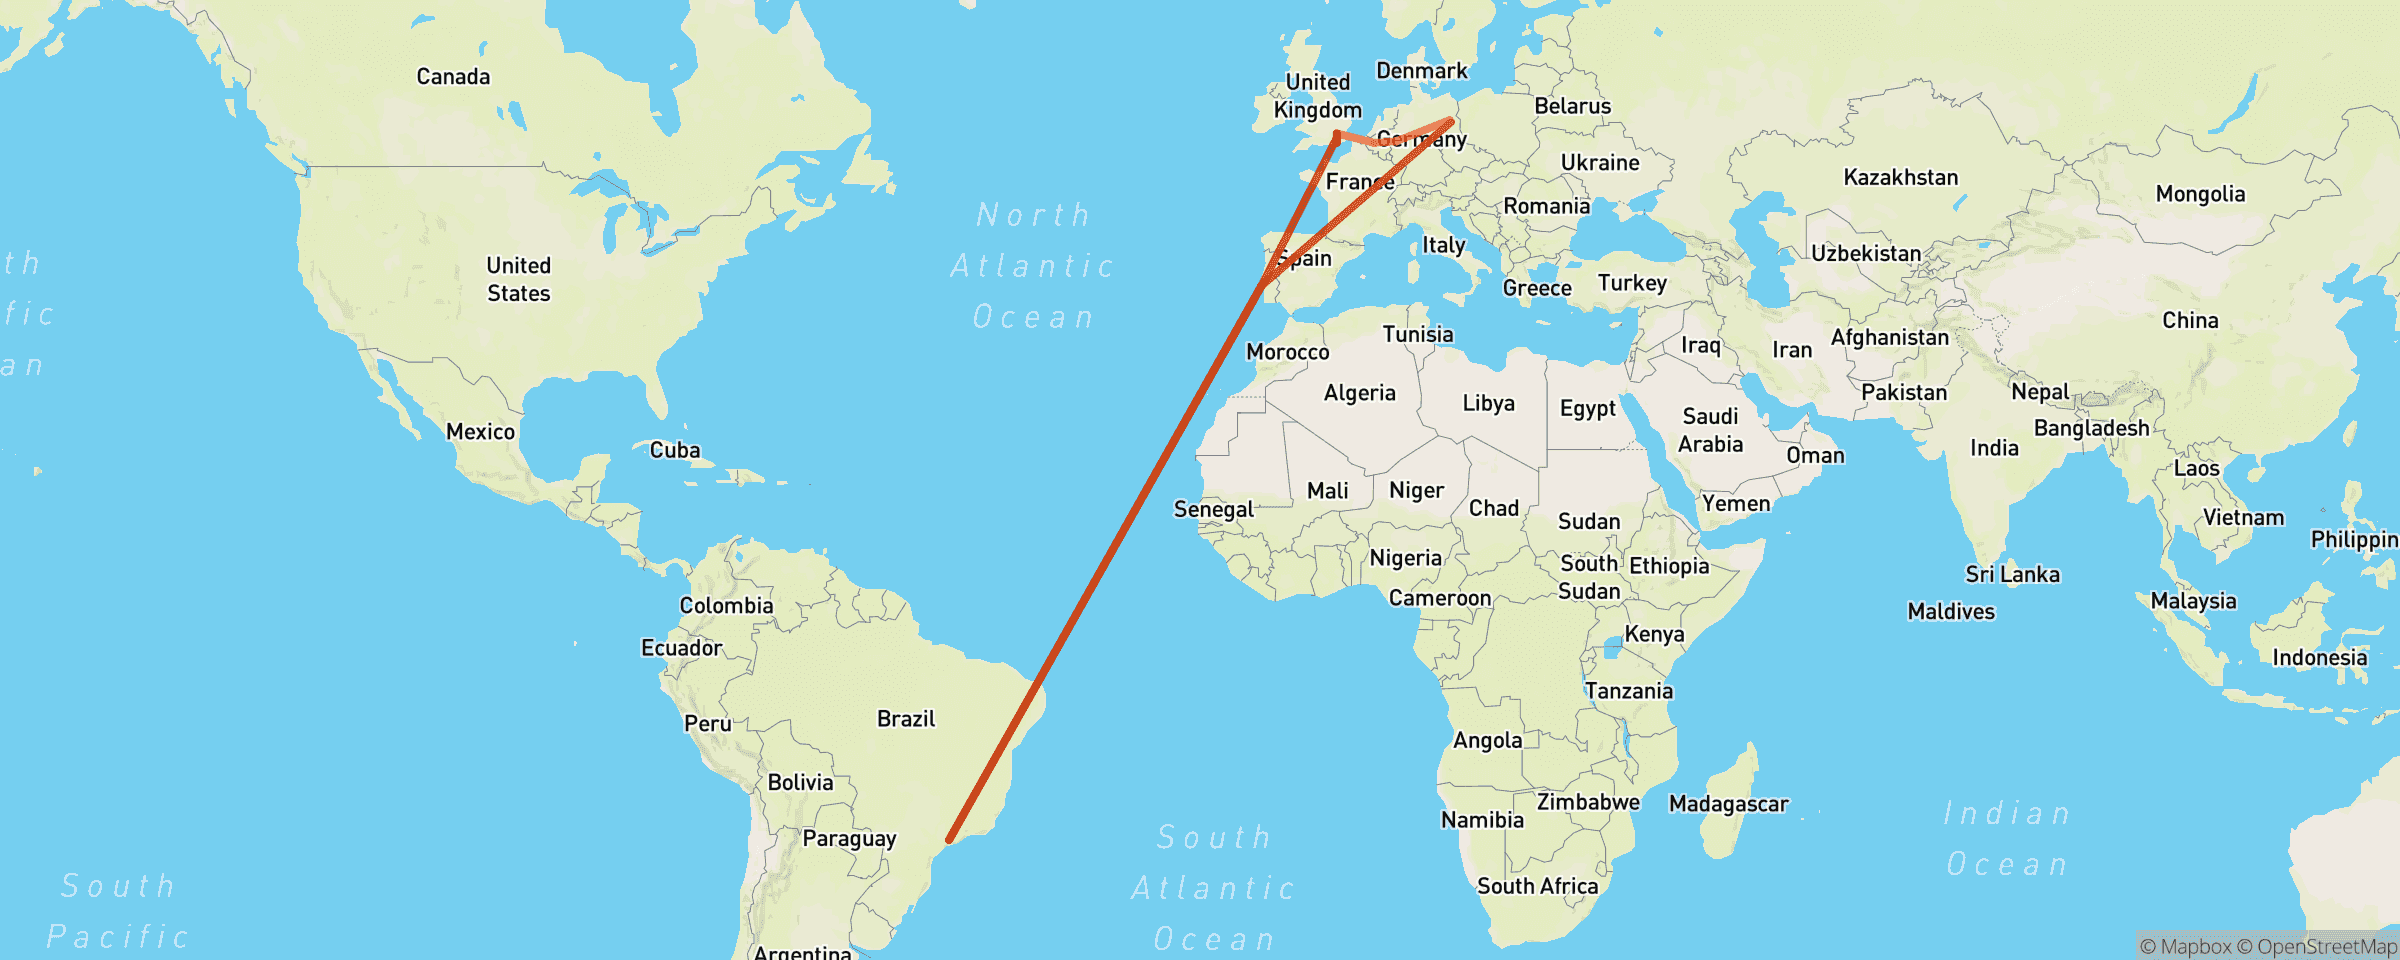 Canada
United
States
Mexico
Cuba
Colombia
Ecuador
Peru
Brazil
Bolivia
Paraguay
Argentina
th
fic
an
South
Pacific
North
Atlantic
Ocean
South
Atlantic
Ocean
United
Kingdom
Denmark
Germany
France
Spain
Italy
Belarus
Ukraine
Romania
Greece
Turkey
Kazakhstan
Uzbekistan
Mongolia
China
Afghanistan
Pakistan
Iran
Iraq
Nepal
Bangladesh
India
Laos
Vietnam
Philippin
Sri Lanka
Maldives
Malaysia
Indonesia
Saudi
Arabia
Oman
Yemen
Tunisia
Morocco
Algeria
Libya
Egypt
Mali
Niger
Chad
Sudan
Senegal
Nigeria
Cameroon
South
Sudan
Ethiopia
Kenya
Tanzania
Angola
Zimbabwe
Madagascar
Namibia
South Africa
Indian
Ocean
© Mapbox © OpenStreetMap